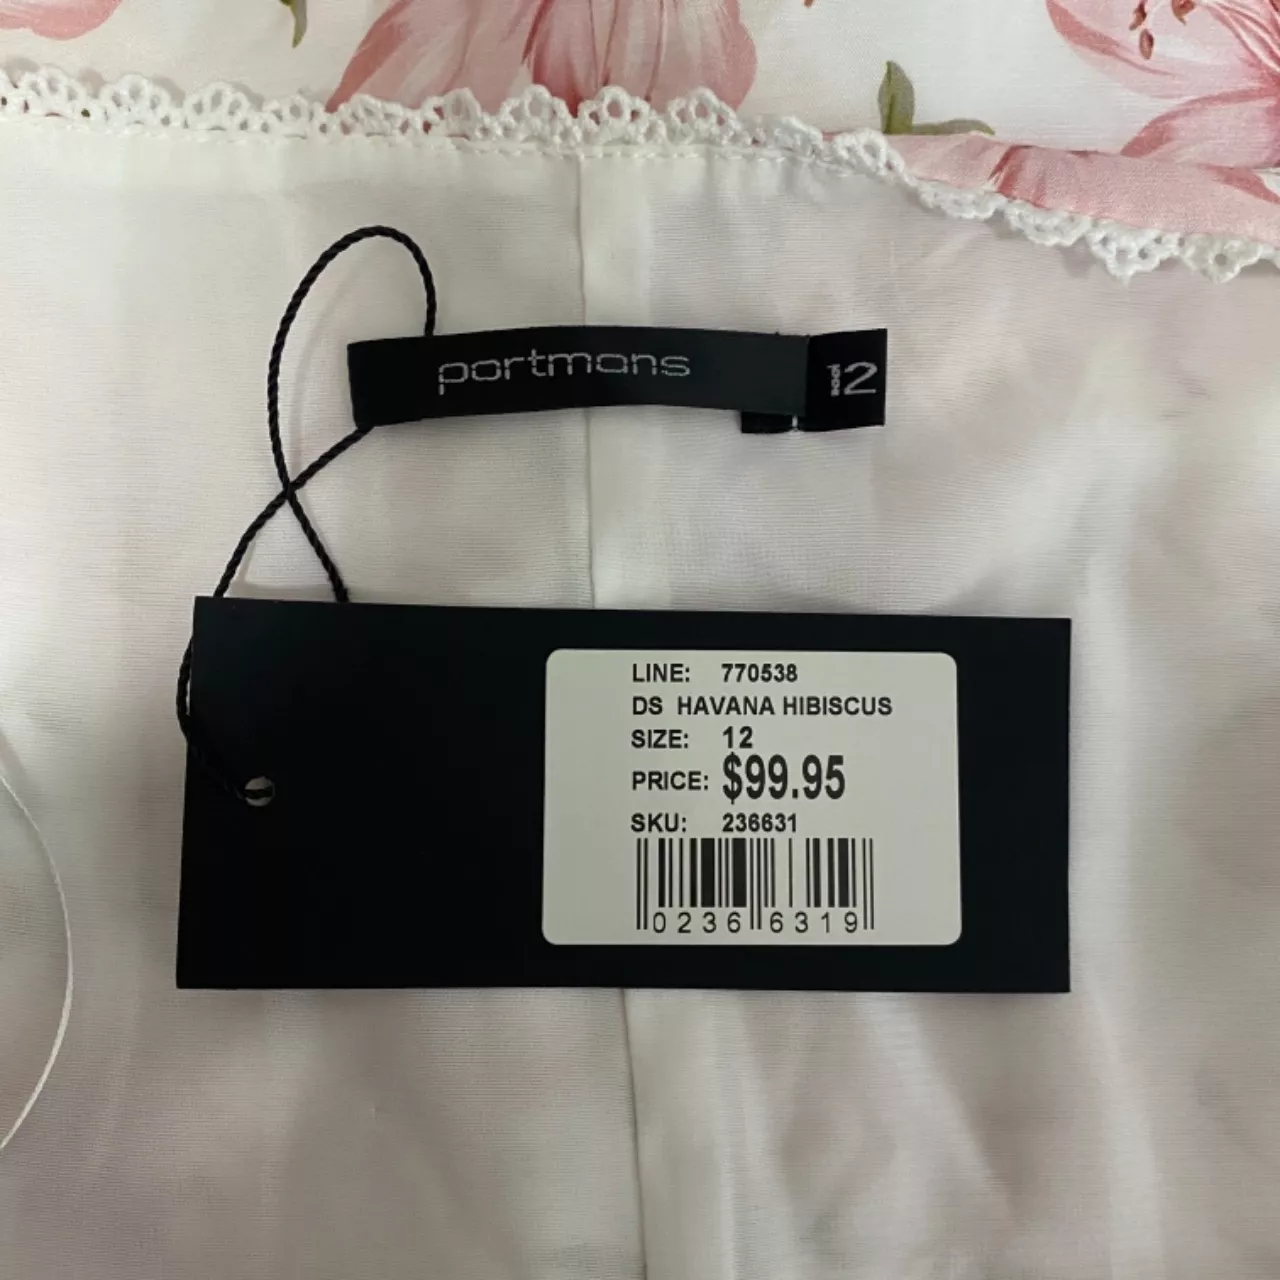 portmans
12
LINE: 770538
DS HAVANA HIBISCUS
SIZE: 12
PRICE: $99.95
SKU: 236631
0236 6319